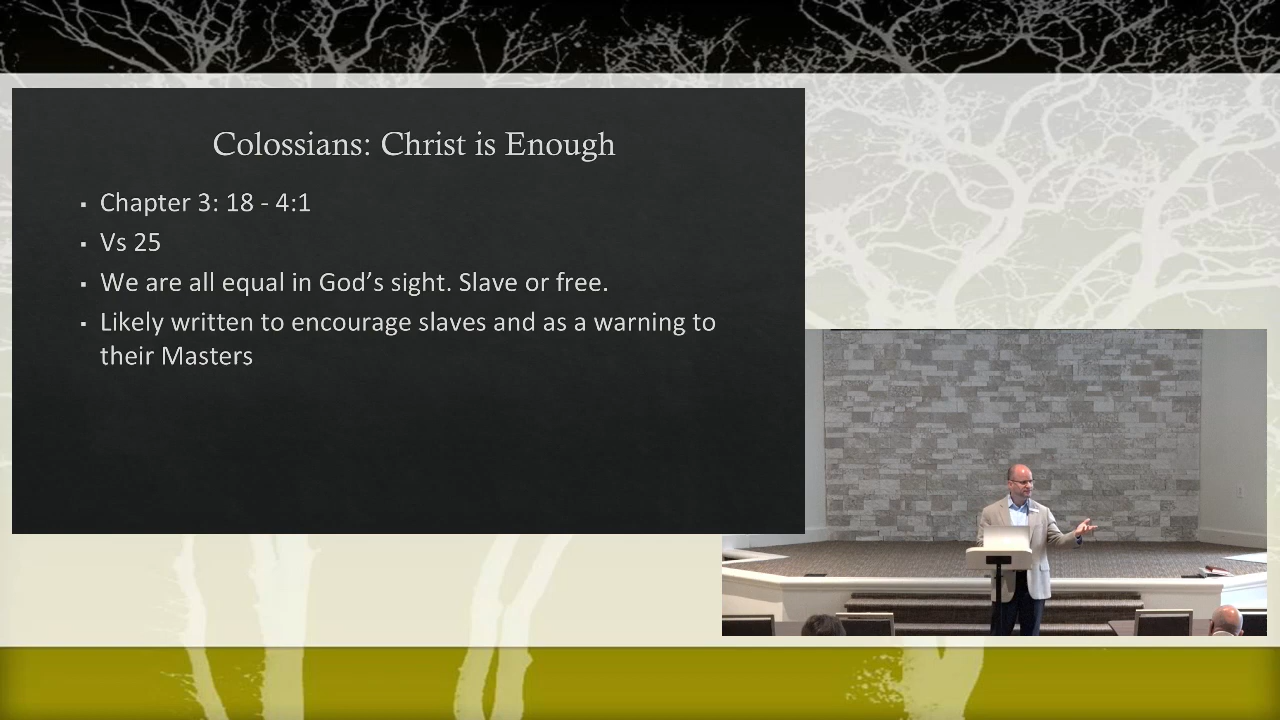 Colossians: Christ is Enough
▪ Chapter 3: 18 - 4:1
▪ Vs 25
▪ We are all equal in God’s sight. Slave or free.
▪ Likely written to encourage slaves and as a warning to
their Masters